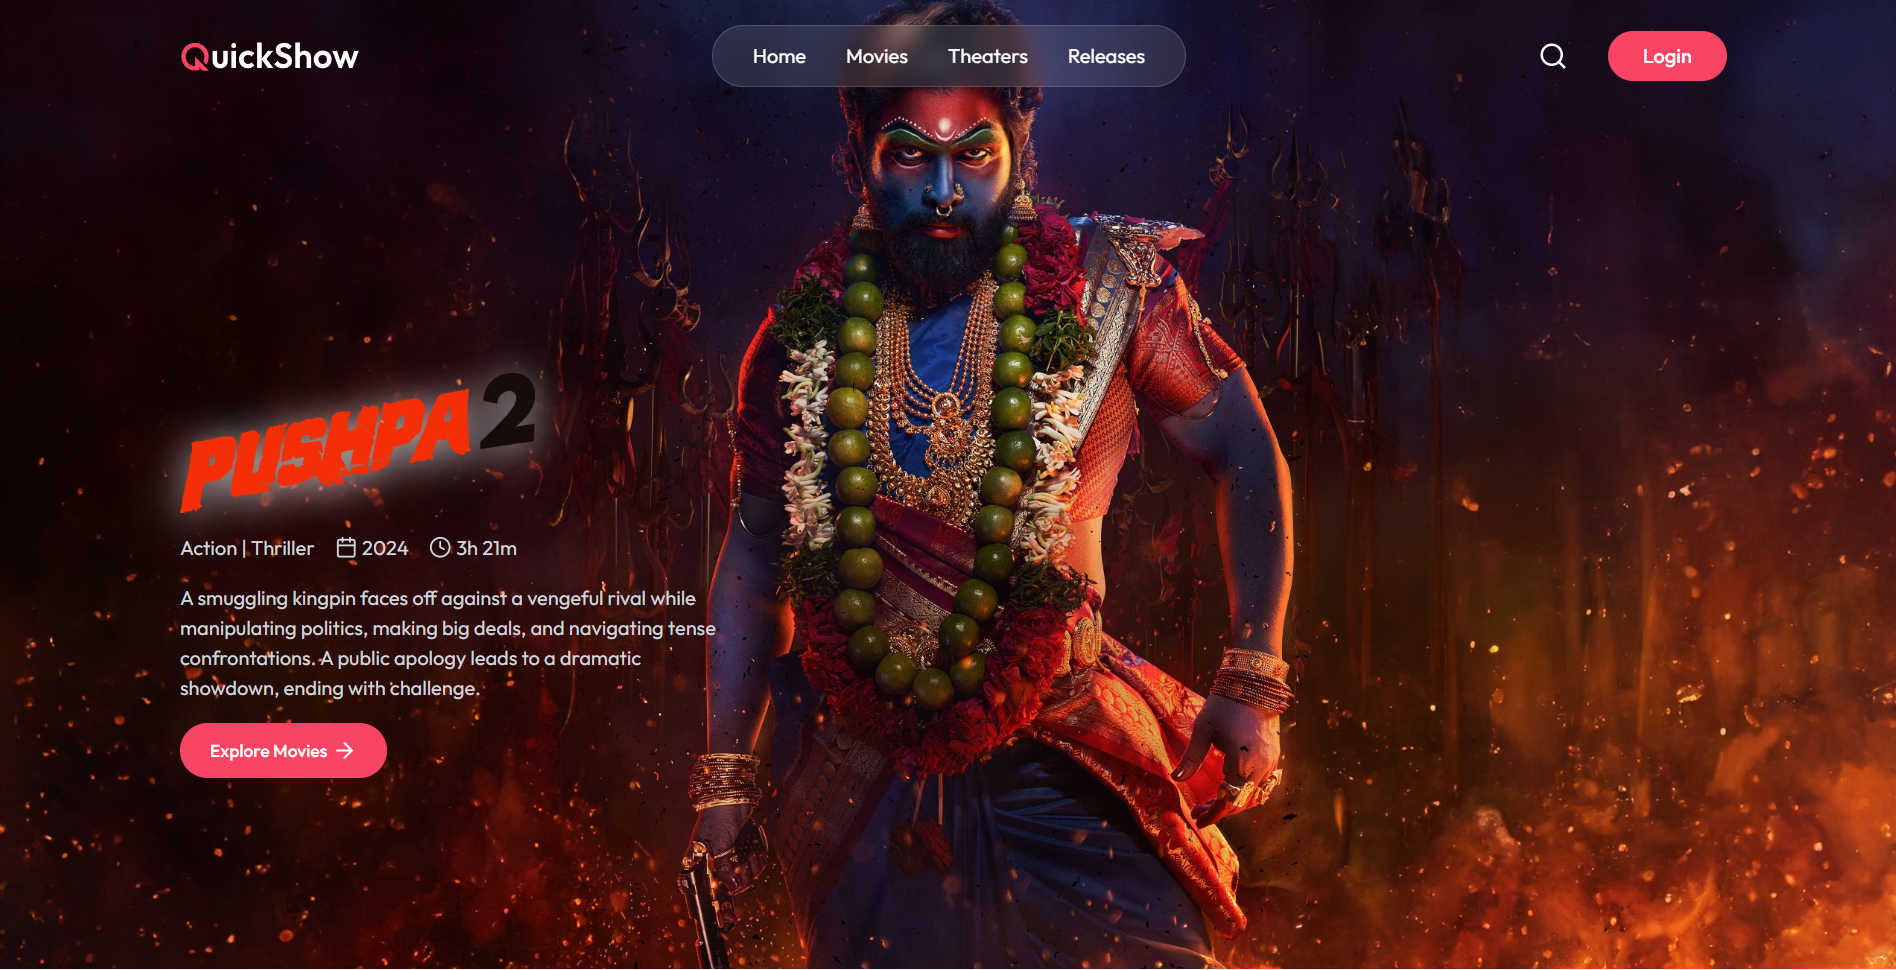 QuickShow
Home Movies Theaters Releases
Login
PUSHPA 2
Action | Thriller 2024 3h 21m
A smuggling kingpin faces off against a vengeful rival while
manipulating politics, making big deals, and navigating tense
confrontations. A public apology leads to a dramatic
showdown, ending with challenge.
Explore Movies